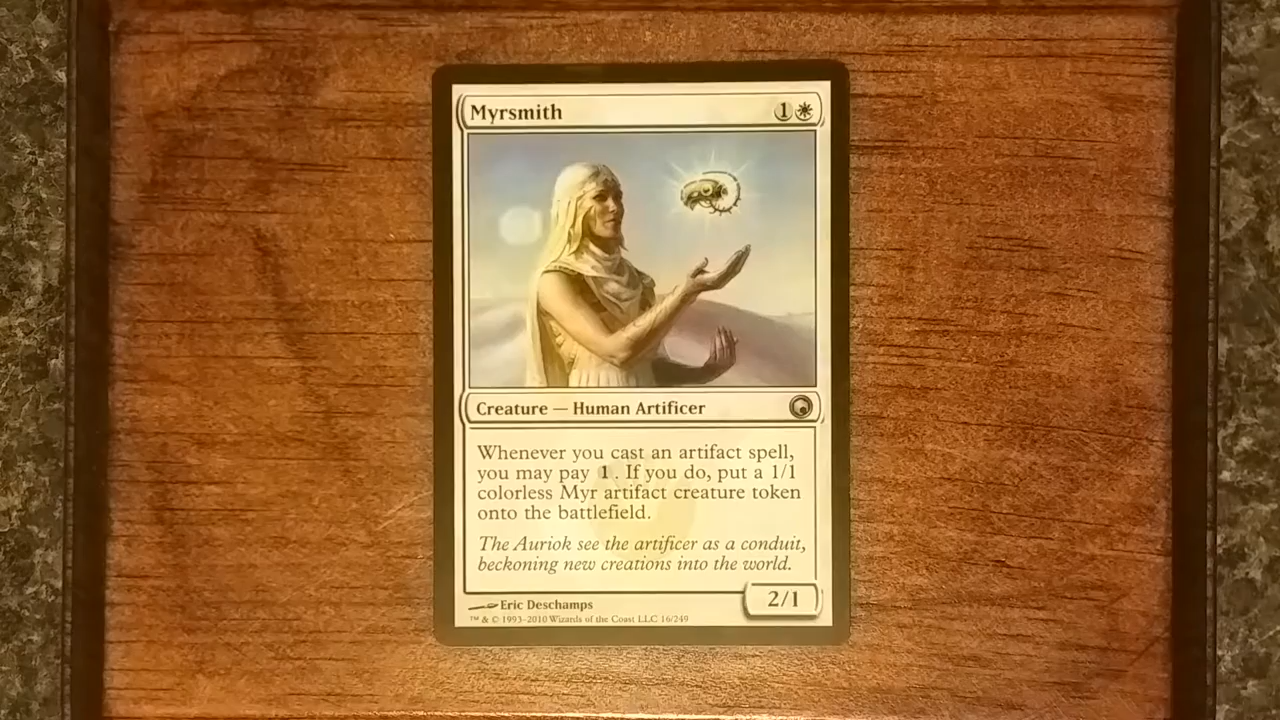 Myrsmith 1
Creature — Human Artificer
Whenever you cast an artifact spell,
you may pay 1. If you do, put a 1/1
colorless Myr artifact creature token
onto the battlefield.
The Auriok see the artificer as a conduit,
beckoning new creations into the world.
2/1
Eric Deschamps
™ & © 1993–2010 Wizards of the Coast LLC 16/249